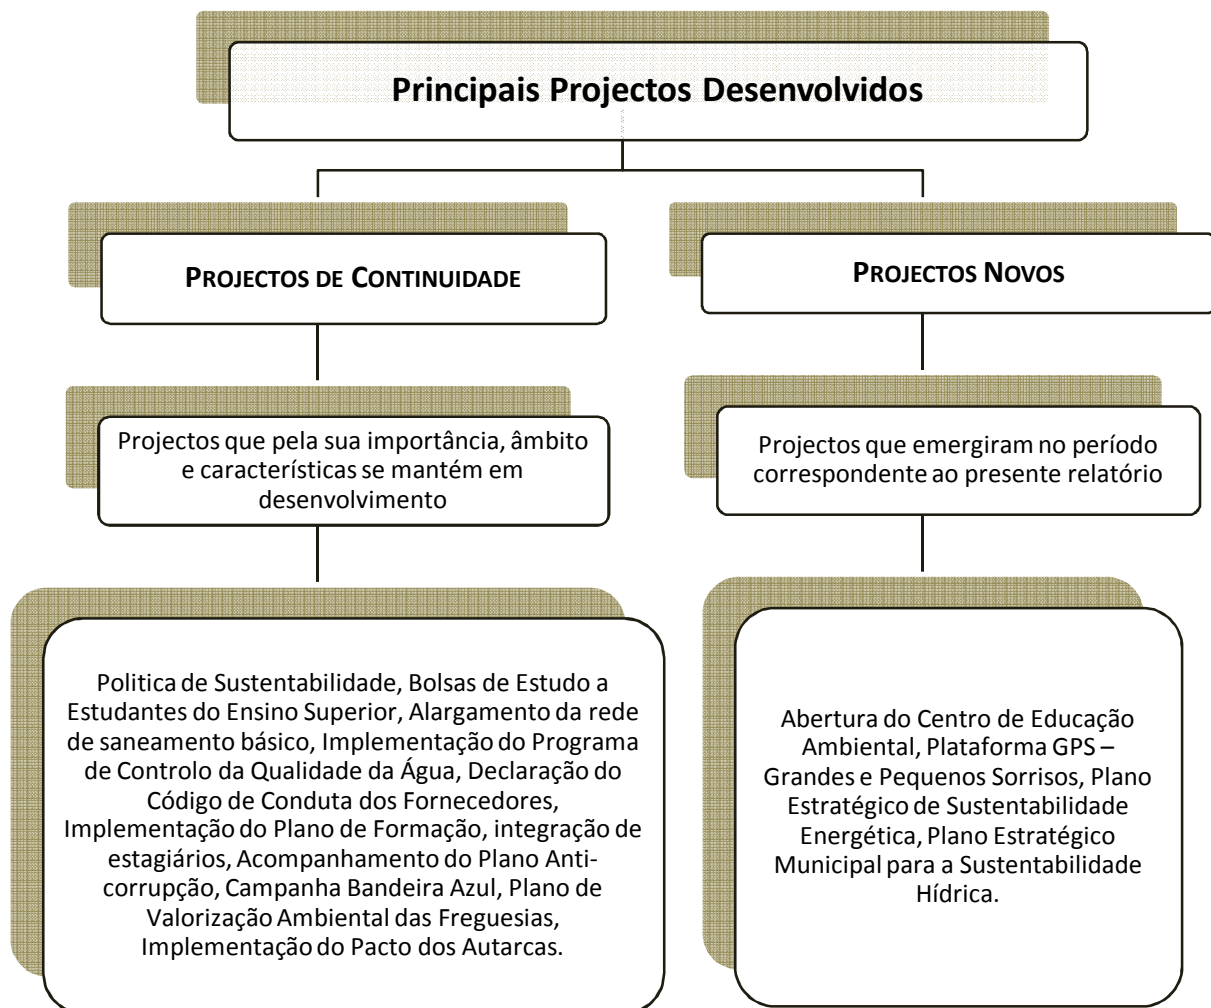 Principais Projectos Desenvolvidos
PROJECTOS DE CONTINUIDADE
PROJECTOS NOVOS
Projectos que pela sua importância, âmbito
e características se mantém em
desenvolvimento
Projectos que emergiram no período
correspondente ao presente relatório
Politica de Sustentabilidade, Bolsas de Estudo a
Estudantes do Ensino Superior, Alargamento da rede
de saneamento básico, Implementação do Programa
de Controlo da Qualidade da Água, Declaração do
Código de Conduta dos Fornecedores,
Implementação do Plano de Formação, integração de
estagiários, Acompanhamento do Plano Anti-
corrupção, Campanha Bandeira Azul, Plano de
Valorização Ambiental das Freguesias,
Implementação do Pacto dos Autarcas.
Abertura do Centro de Educação
Ambiental, Plataforma GPS –
Grandes e Pequenos Sorrisos, Plano
Estratégico de Sustentabilidade
Energética, Plano Estratégico
Municipal para a Sustentabilidade
Hídrica.